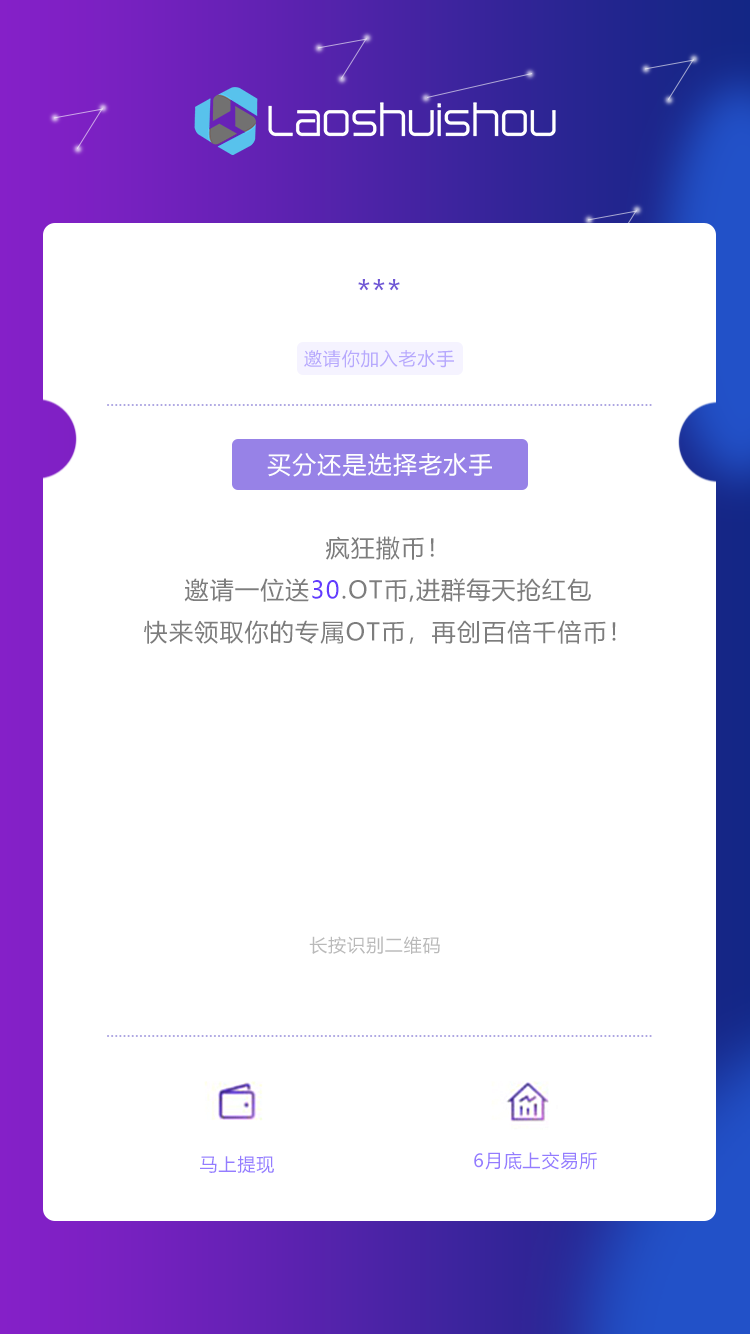 Laoshuishou
***
邀请你加入老水手
买分还是选择老水手
疯狂撒币！
邀请一位送30.OT币,进群每天抢红包
快来领取你的专属OT币，再创百倍千倍币！
长按识别二维码
马上提现
6月底上交易所